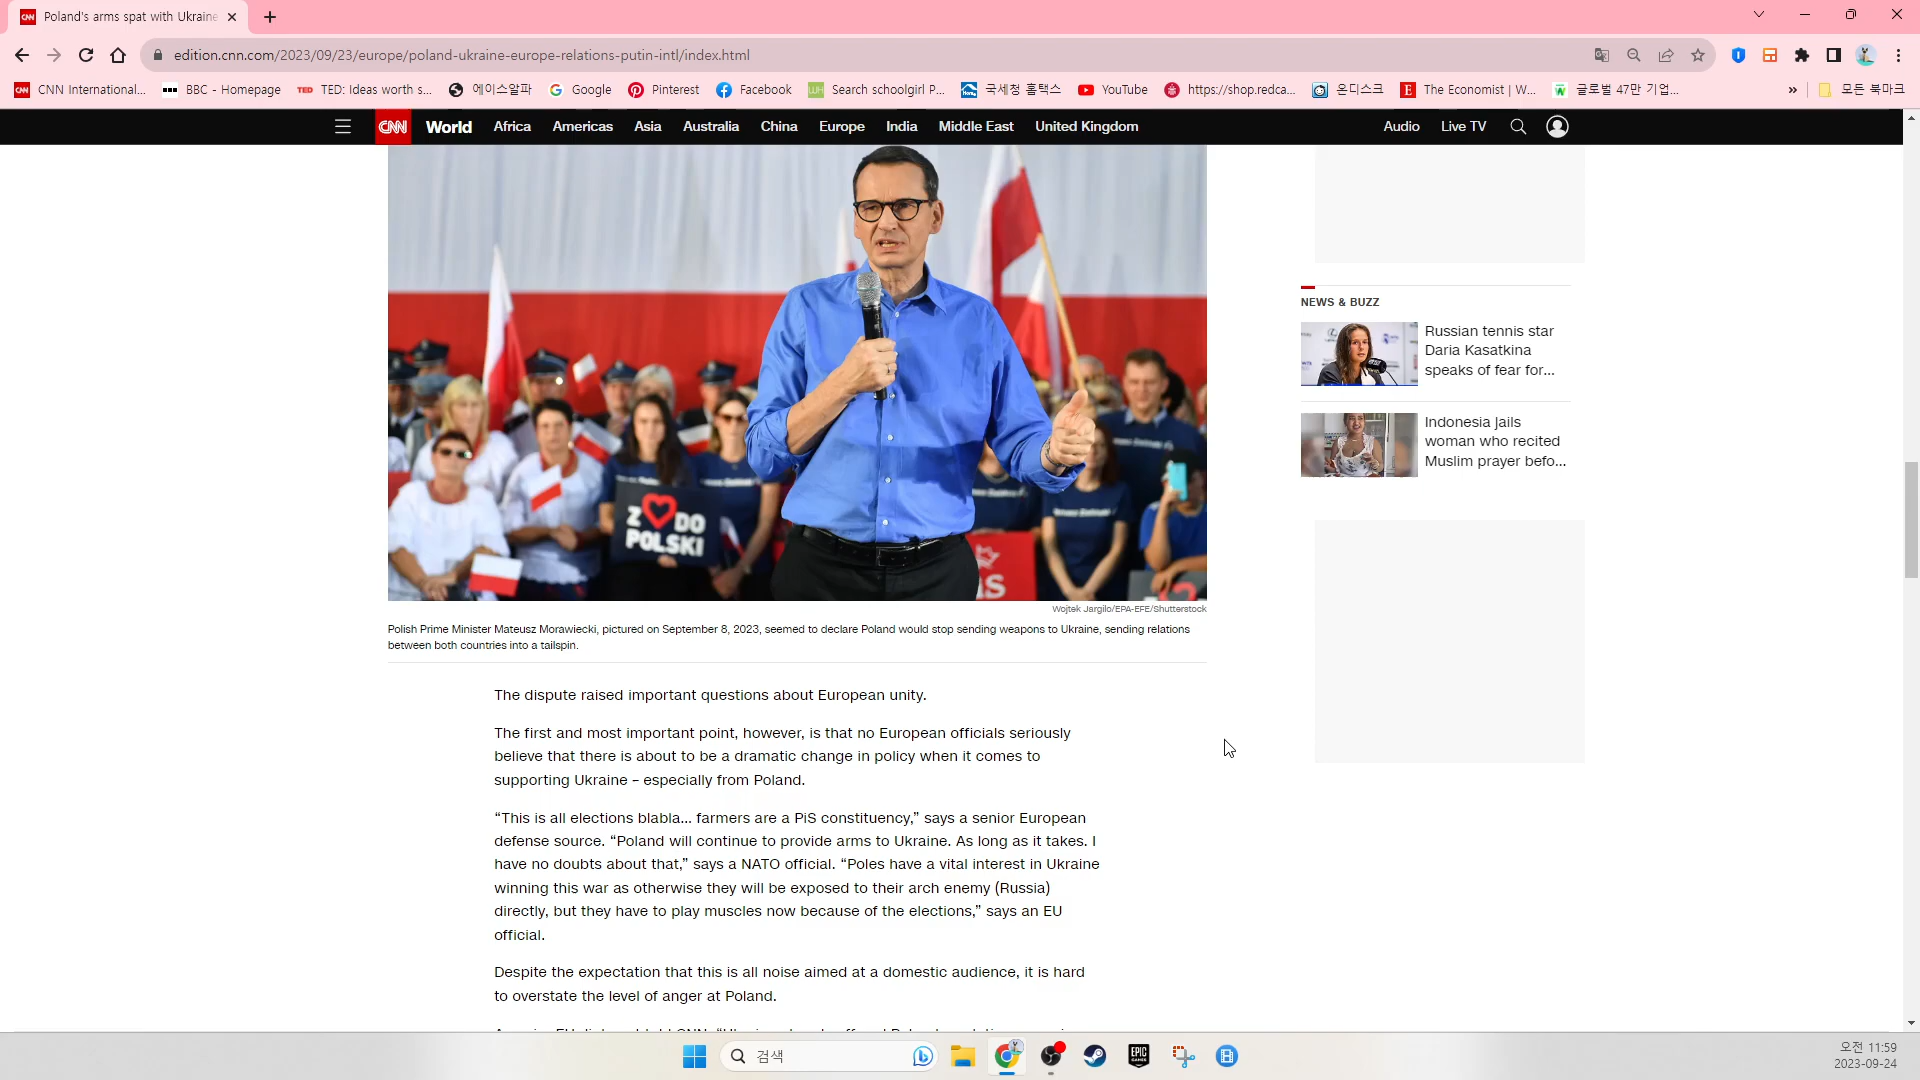 Poland's arms spat with Ukraine
edition.cnn.com/2023/09/23/europe/poland-ukraine-europe-relations-putin-intl/index.html
CNN International... BBC - Homepage TED: Ideas worth s... 에이스알파 Google Pinterest Facebook Search schoolgirl P... 국세청 홈택스 YouTube https://shop.redca... 온디스크 The Economist | W... 글로벌 47만 기업... » 모든 북마크
CNN World Africa Americas Asia Australia China Europe India Middle East United Kingdom Audio Live TV
Z DO
POLSKI
Wojtek Jargilo/EPA-EFE/Shutterstock
Polish Prime Minister Mateusz Morawiecki, pictured on September 8, 2023, seemed to declare Poland would stop sending weapons to Ukraine, sending relations
between both countries into a tailspin.
The dispute raised important questions about European unity.
The first and most important point, however, is that no European officials seriously
believe that there is about to be a dramatic change in policy when it comes to
supporting Ukraine – especially from Poland.
“This is all elections blabla... farmers are a PiS constituency,” says a senior European
defense source. “Poland will continue to provide arms to Ukraine. As long as it takes. I
have no doubts about that,” says a NATO official. “Poles have a vital interest in Ukraine
winning this war as otherwise they will be exposed to their arch enemy (Russia)
directly, but they have to play muscles now because of the elections,” says an EU
official.
Despite the expectation that this is all noise aimed at a domestic audience, it is hard
to overstate the level of anger at Poland.
NEWS & BUZZ
Russian tennis star
Daria Kasatkina
speaks of fear for...
Indonesia jails
woman who recited
Muslim prayer befo...
검색
EPIC
GAMES
오전 11:59
2023-09-24